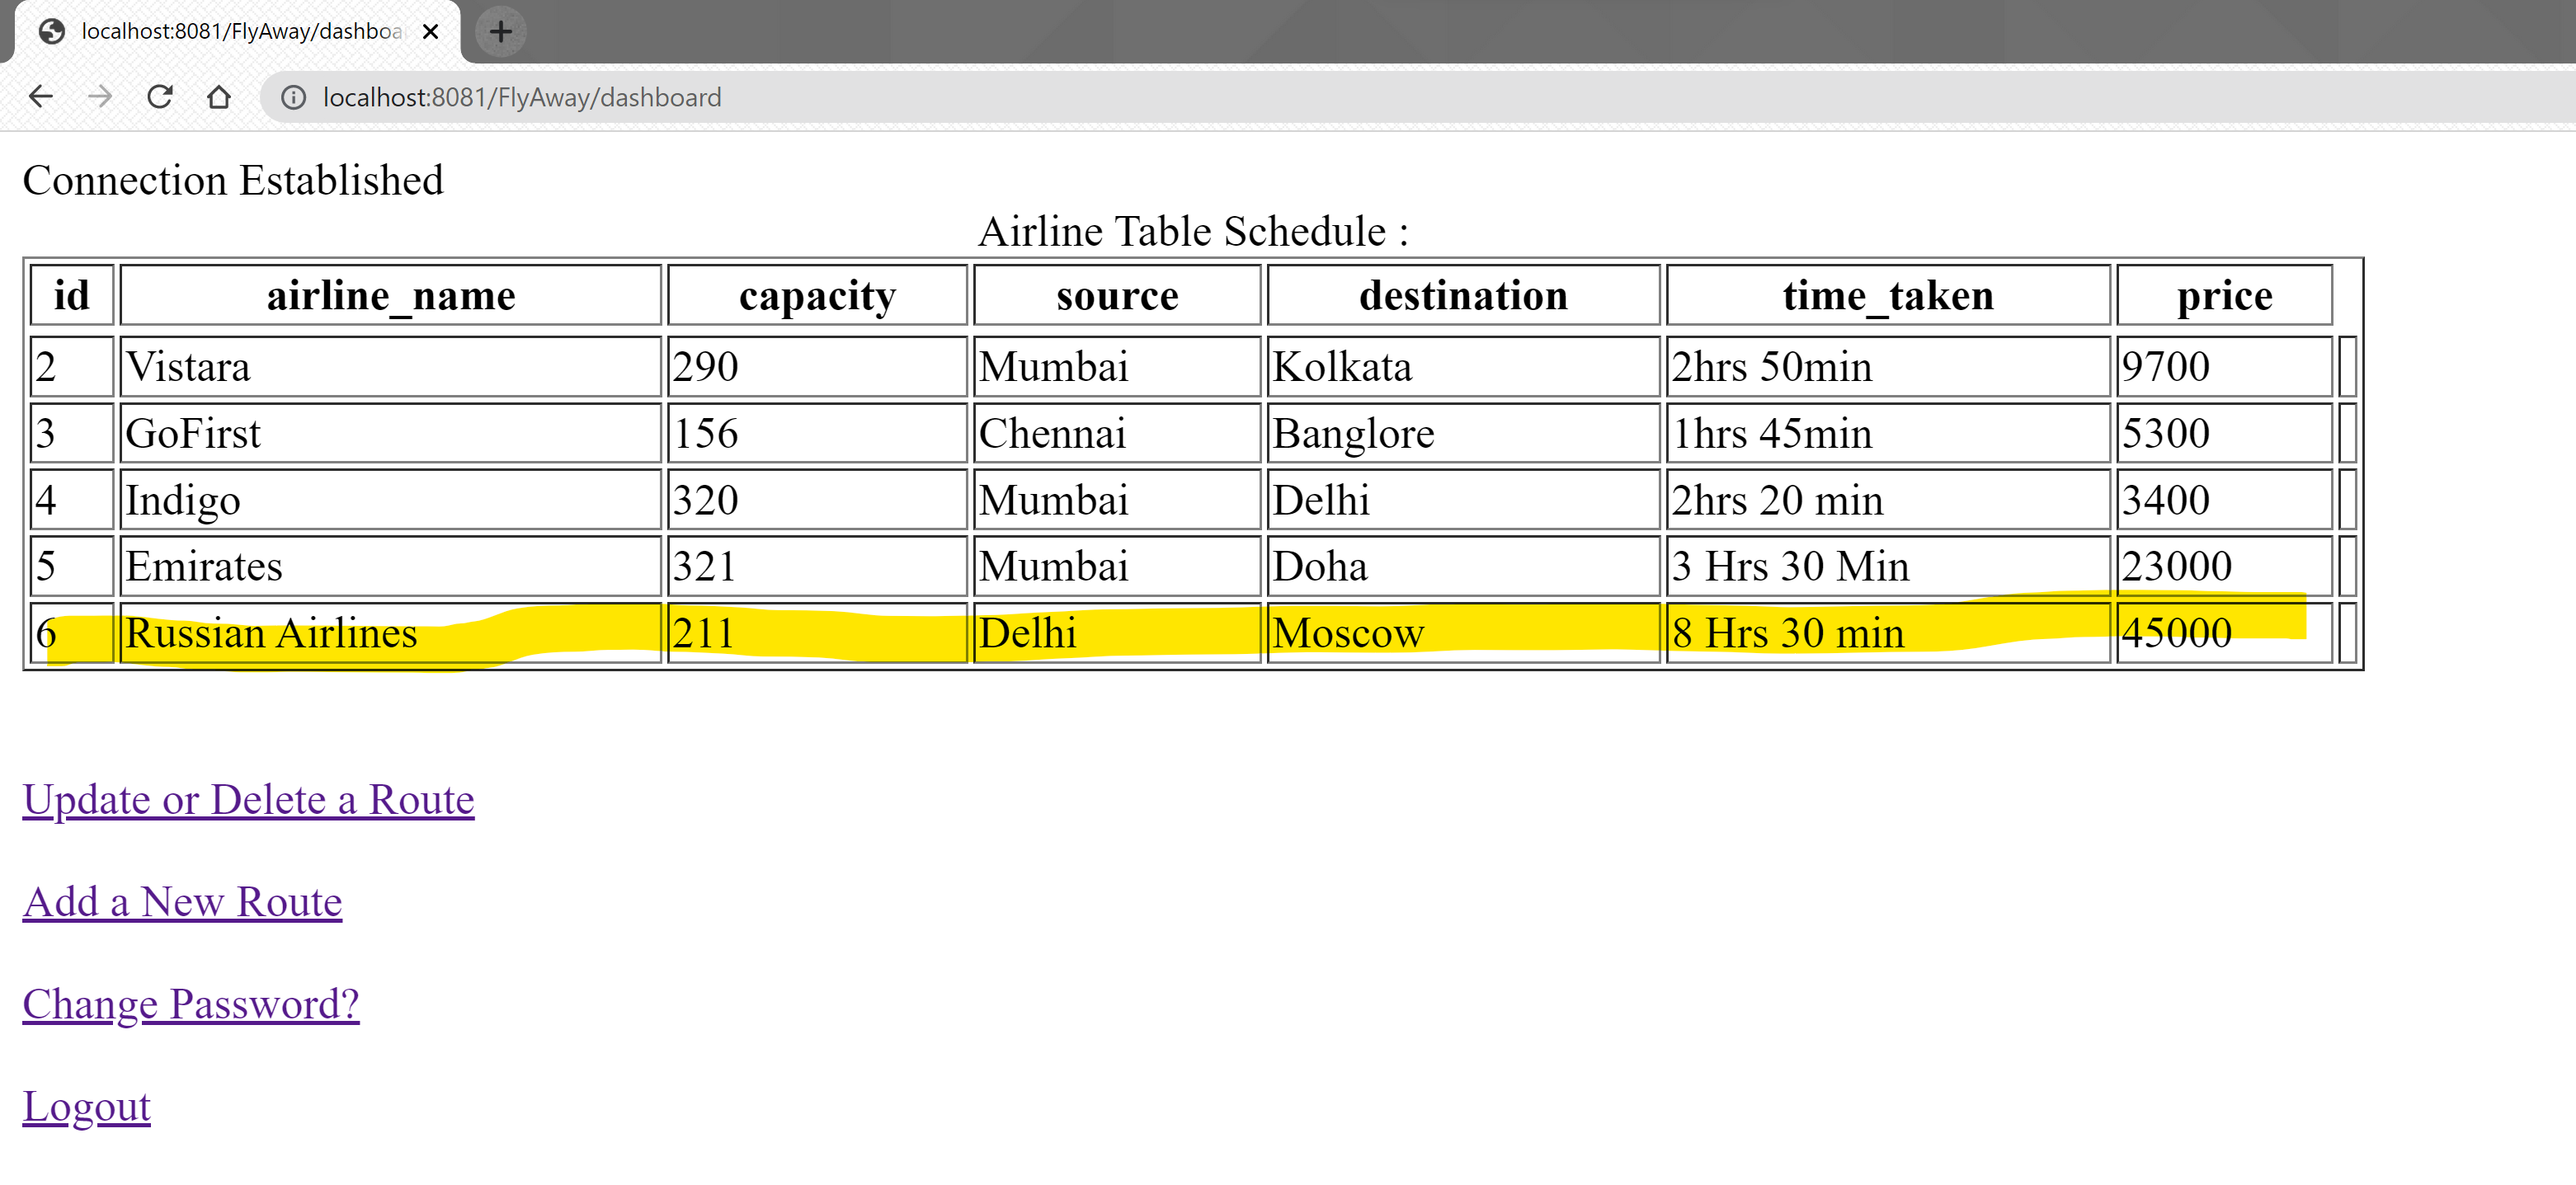 localhost:8081/FlyAway/dashboa
localhost:8081/FlyAway/dashboard
Connection Established
Airline Table Schedule :
id airline_name capacity source destination time_taken price
2 Vistara 290 Mumbai Kolkata 2hrs 50min 9700
3 GoFirst 156 Chennai Banglore 1hrs 45min 5300
4 Indigo 320 Mumbai Delhi 2hrs 20 min 3400
5 Emirates 321 Mumbai Doha 3 Hrs 30 Min 23000
6 Russian Airlines 211 Delhi Moscow 8 Hrs 30 min 45000
Update or Delete a Route
Add a New Route
Change Password?
Logout